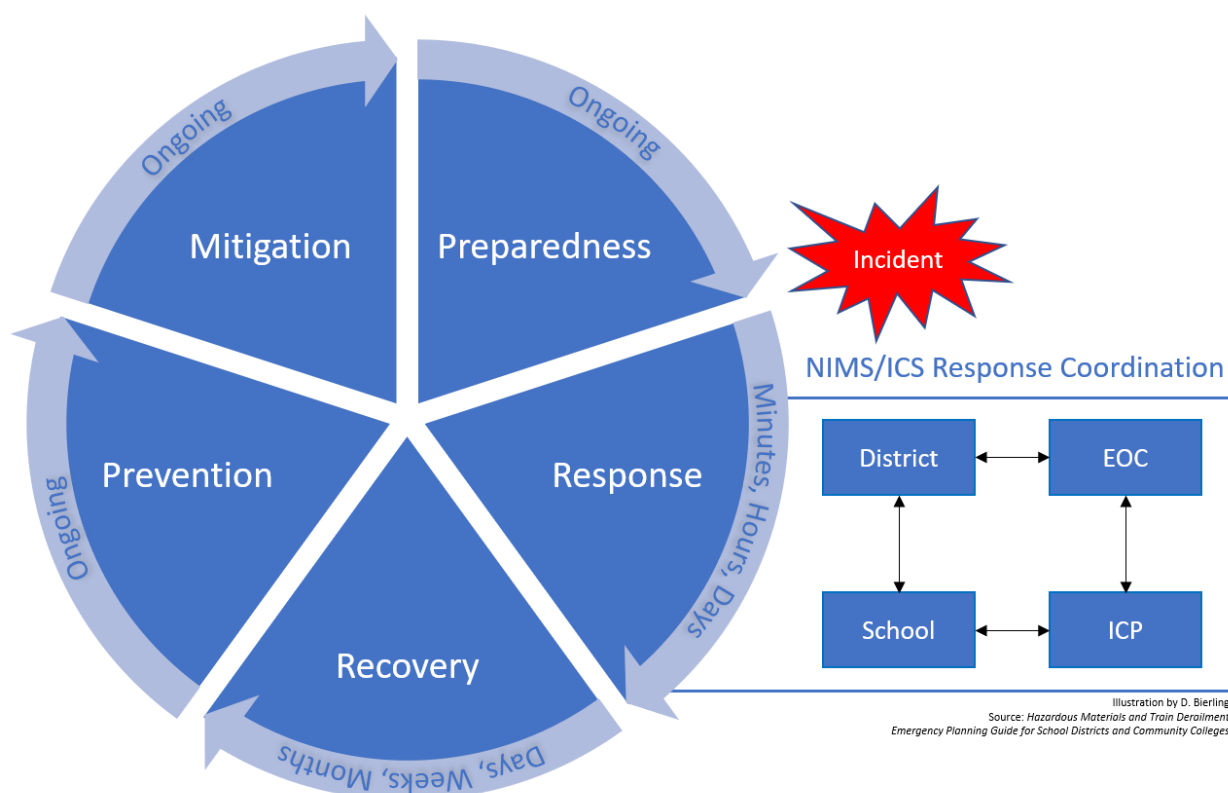 Ongoing
Ongoing
Mitigation
Preparedness
Incident
NIMS/ICS Response Coordination
Minutes, Hours, Days
District
EOC
Prevention
Response
Ongoing
School
ICP
Recovery
Days, Weeks, Months
Illustration by D. Bierling
Source: Hazardous Materials and Train Derailment
Emergency Planning Guide for School Districts and Community Colleges